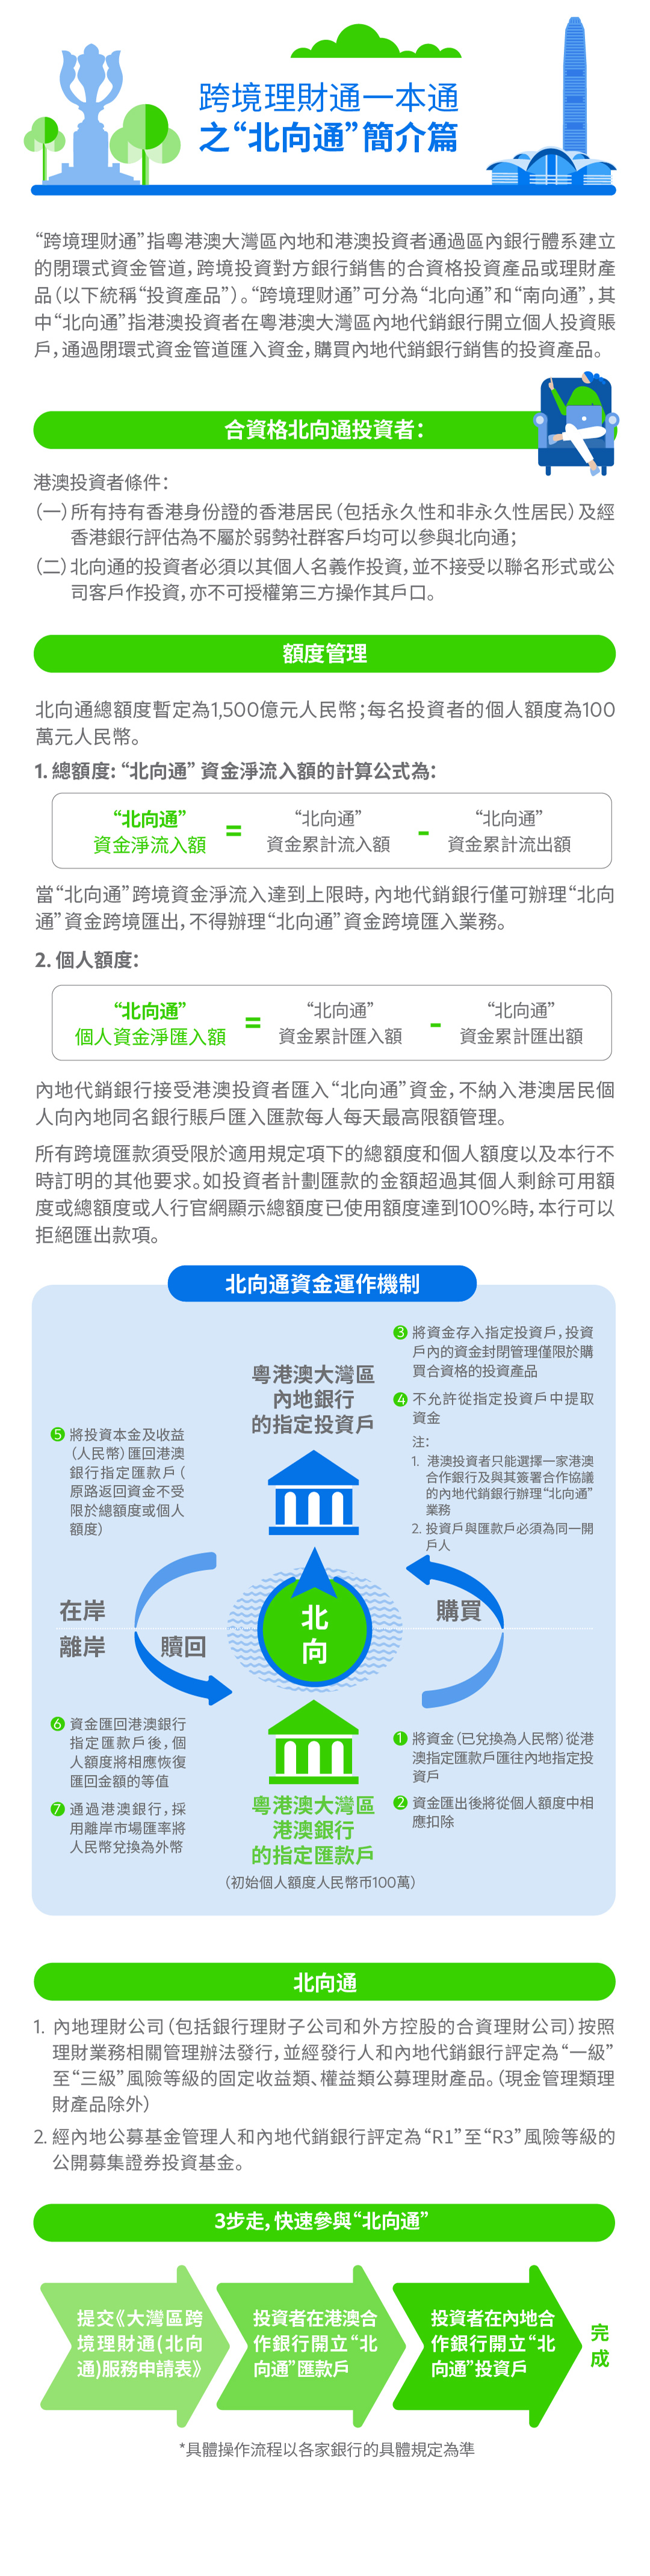 跨境理財通一本通
之“北向通”簡介篇
“跨境理财通”指粵港澳大灣區內地和港澳投資者通過區內銀行體系建立
的閉環式資金管道，跨境投資對方銀行銷售的合資格投資產品或理財產
品（以下統稱“投資產品”）。“跨境理财通”可分為“北向通”和“南向通”，其
中“北向通”指港澳投資者在粵港澳大灣區內地代銷銀行開立個人投資賬
戶，通過閉環式資金管道匯入資金，購買內地代銷銀行銷售的投資產品。
合資格北向通投資者：
港澳投資者條件：
（一）所有持有香港身份證的香港居民（包括永久性和非永久性居民）及經
香港銀行評估為不屬於弱勢社群客戶均可以參與北向通；
（二）北向通的投資者必須以其個人名義作投資，並不接受以聯名形式或公
司客戶作投資，亦不可授權第三方操作其戶口。
額度管理
北向通總額度暫定為1,500億元人民幣；每名投資者的個人額度為100
萬元人民幣。
1. 總額度：“北向通” 資金淨流入額的計算公式為：
“北向通”
資金淨流入額
=
“北向通”
資金累計流入額
-
“北向通”
資金累計流出額
當“北向通”跨境資金淨流入達到上限時，內地代銷銀行僅可辦理“北向
通”資金跨境匯出，不得辦理“北向通”資金跨境匯入業務。
2. 個人額度：
“北向通”
個人資金淨匯入額
=
“北向通”
資金累計匯入額
-
“北向通”
資金累計匯出額
內地代銷銀行接受港澳投資者匯入“北向通”資金，不納入港澳居民個
人向內地同名銀行賬戶匯入匯款每人每天最高限額管理。
所有跨境匯款須受限於適用規定項下的總額度和個人額度以及本行不
時訂明的其他要求。如投資者計劃匯款的金額超過其個人剩餘可用額
度或總額度或人行官網顯示總額度已使用額度達到100%時，本行可以
拒絕匯出款項。
北向通資金運作機制
3 將資金存入指定投資戶，投資
戶內的資金封閉管理僅限於購
買合資格的投資產品
4 不允許從指定投資戶中提取
資金
注：
1. 港澳投資者只能選擇一家港澳
合作銀行及與其簽署合作協議
的內地代銷銀行辦理“北向通”
業務
2. 投資戶與匯款戶必須為同一開
戶人
粵港澳大灣區
內地銀行
的指定投資戶
5 將投資本金及收益
（人民幣）匯回港澳
銀行指定匯款戶（
原路返回資金不受
限於總額度或個人
額度）
在岸
離岸
贖回
北
向
購買
6 資金匯回港澳銀行
指定匯款戶後，個
人額度將相應恢復
匯回金額的等值
7 通過港澳銀行，採
用離岸市場匯率將
人民幣兌換為外幣
1 將資金（已兌換為人民幣）從港
澳指定匯款戶匯往內地指定投
資戶
2 資金匯出後將從個人額度中相
應扣除
粵港澳大灣區
港澳銀行
的指定匯款戶
（初始個人額度人民幣币100萬）
北向通
1. 內地理財公司（包括銀行理財子公司和外方控股的合資理財公司）按照
理財業務相關管理辦法發行，並經發行人和內地代銷銀行評定為“一級”
至“三級”風險等級的固定收益類、權益類公募理財產品。（現金管理類理
財產品除外）
2. 經內地公募基金管理人和內地代銷銀行評定為“R1”至“R3”風險等級的
公開募集證券投資基金。
3步走，快速參與“北向通”
提交《大灣區跨
境理財通（北向
通）服務申請表》
投資者在港澳合
作銀行開立“北
向通”匯款戶
投資者在內地合
作銀行開立“北
向通”投資戶
完
成
*具體操作流程以各家銀行的具體規定為準